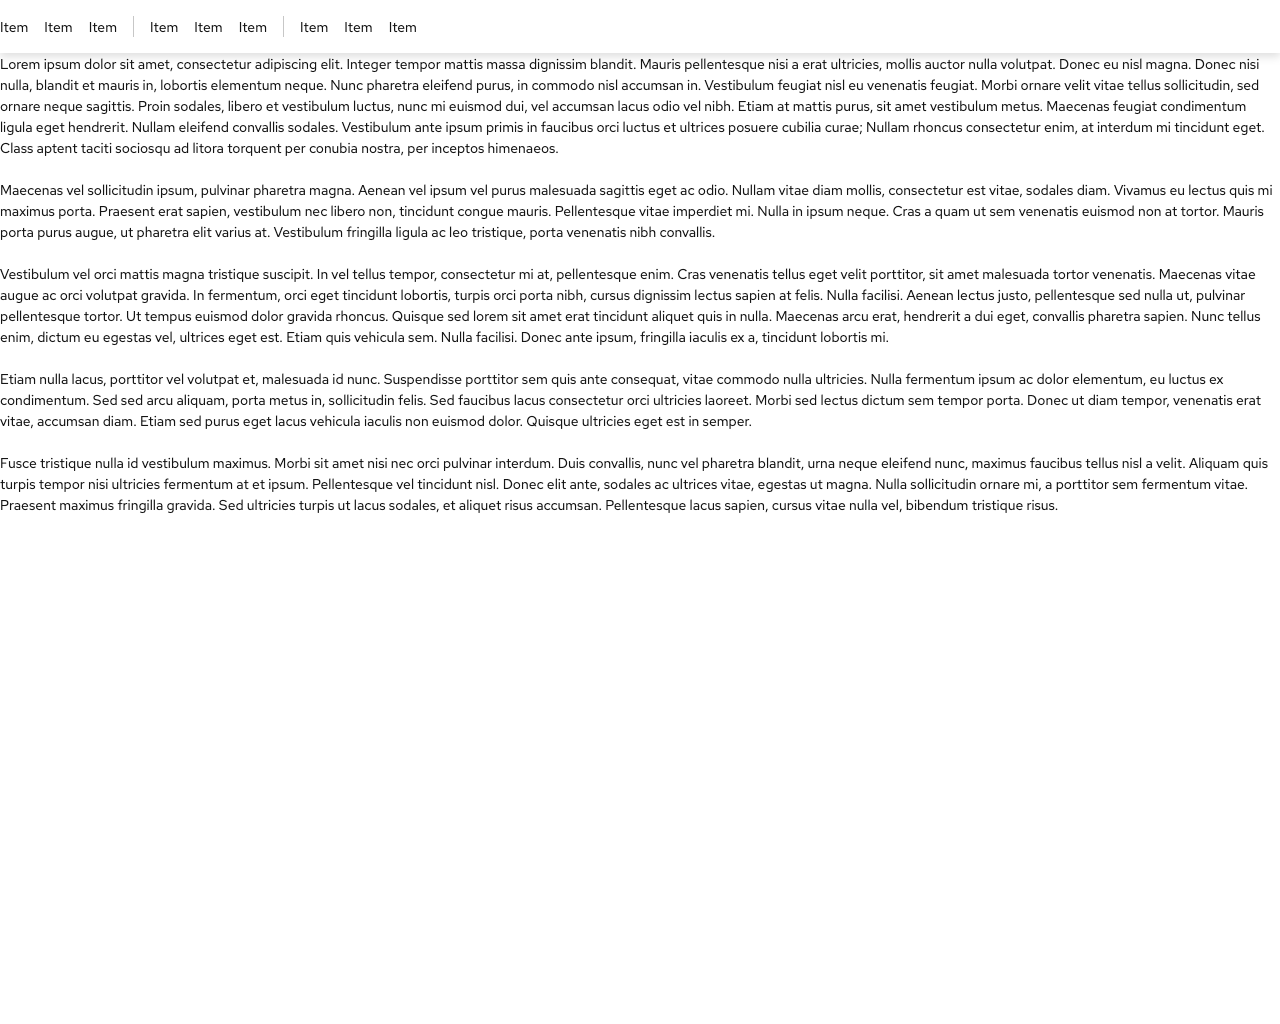 Item Item Item Item Item Item Item Item Item
Lorem ipsum dolor sit amet, consectetur adipiscing elit. Integer tempor mattis massa dignissim blandit. Mauris pellentesque nisi a erat ultricies, mollis auctor nulla volutpat. Donec eu nisl magna. Donec nisi
nulla, blandit et mauris in, lobortis elementum neque. Nunc pharetra eleifend purus, in commodo nisl accumsan in. Vestibulum feugiat nisl eu venenatis feugiat. Morbi ornare velit vitae tellus sollicitudin, sed
ornare neque sagittis. Proin sodales, libero et vestibulum luctus, nunc mi euismod dui, vel accumsan lacus odio vel nibh. Etiam at mattis purus, sit amet vestibulum metus. Maecenas feugiat condimentum
ligula eget hendrerit. Nullam eleifend convallis sodales. Vestibulum ante ipsum primis in faucibus orci luctus et ultrices posuere cubilia curae; Nullam rhoncus consectetur enim, at interdum mi tincidunt eget.
Class aptent taciti sociosqu ad litora torquent per conubia nostra, per inceptos himenaeos.
Maecenas vel sollicitudin ipsum, pulvinar pharetra magna. Aenean vel ipsum vel purus malesuada sagittis eget ac odio. Nullam vitae diam mollis, consectetur est vitae, sodales diam. Vivamus eu lectus quis mi
maximus porta. Praesent erat sapien, vestibulum nec libero non, tincidunt congue mauris. Pellentesque vitae imperdiet mi. Nulla in ipsum neque. Cras a quam ut sem venenatis euismod non at tortor. Mauris
porta purus augue, ut pharetra elit varius at. Vestibulum fringilla ligula ac leo tristique, porta venenatis nibh convallis.
Vestibulum vel orci mattis magna tristique suscipit. In vel tellus tempor, consectetur mi at, pellentesque enim. Cras venenatis tellus eget velit porttitor, sit amet malesuada tortor venenatis. Maecenas vitae
augue ac orci volutpat gravida. In fermentum, orci eget tincidunt lobortis, turpis orci porta nibh, cursus dignissim lectus sapien at felis. Nulla facilisi. Aenean lectus justo, pellentesque sed nulla ut, pulvinar
pellentesque tortor. Ut tempus euismod dolor gravida rhoncus. Quisque sed lorem sit amet erat tincidunt aliquet quis in nulla. Maecenas arcu erat, hendrerit a dui eget, convallis pharetra sapien. Nunc tellus
enim, dictum eu egestas vel, ultrices eget est. Etiam quis vehicula sem. Nulla facilisi. Donec ante ipsum, fringilla iaculis ex a, tincidunt lobortis mi.
Etiam nulla lacus, porttitor vel volutpat et, malesuada id nunc. Suspendisse porttitor sem quis ante consequat, vitae commodo nulla ultricies. Nulla fermentum ipsum ac dolor elementum, eu luctus ex
condimentum. Sed sed arcu aliquam, porta metus in, sollicitudin felis. Sed faucibus lacus consectetur orci ultricies laoreet. Morbi sed lectus dictum sem tempor porta. Donec ut diam tempor, venenatis erat
vitae, accumsan diam. Etiam sed purus eget lacus vehicula iaculis non euismod dolor. Quisque ultricies eget est in semper.
Fusce tristique nulla id vestibulum maximus. Morbi sit amet nisi nec orci pulvinar interdum. Duis convallis, nunc vel pharetra blandit, urna neque eleifend nunc, maximus faucibus tellus nisl a velit. Aliquam quis
turpis tempor nisi ultricies fermentum at et ipsum. Pellentesque vel tincidunt nisl. Donec elit ante, sodales ac ultrices vitae, egestas ut magna. Nulla sollicitudin ornare mi, a porttitor sem fermentum vitae.
Praesent maximus fringilla gravida. Sed ultricies turpis ut lacus sodales, et aliquet risus accumsan. Pellentesque lacus sapien, cursus vitae nulla vel, bibendum tristique risus.